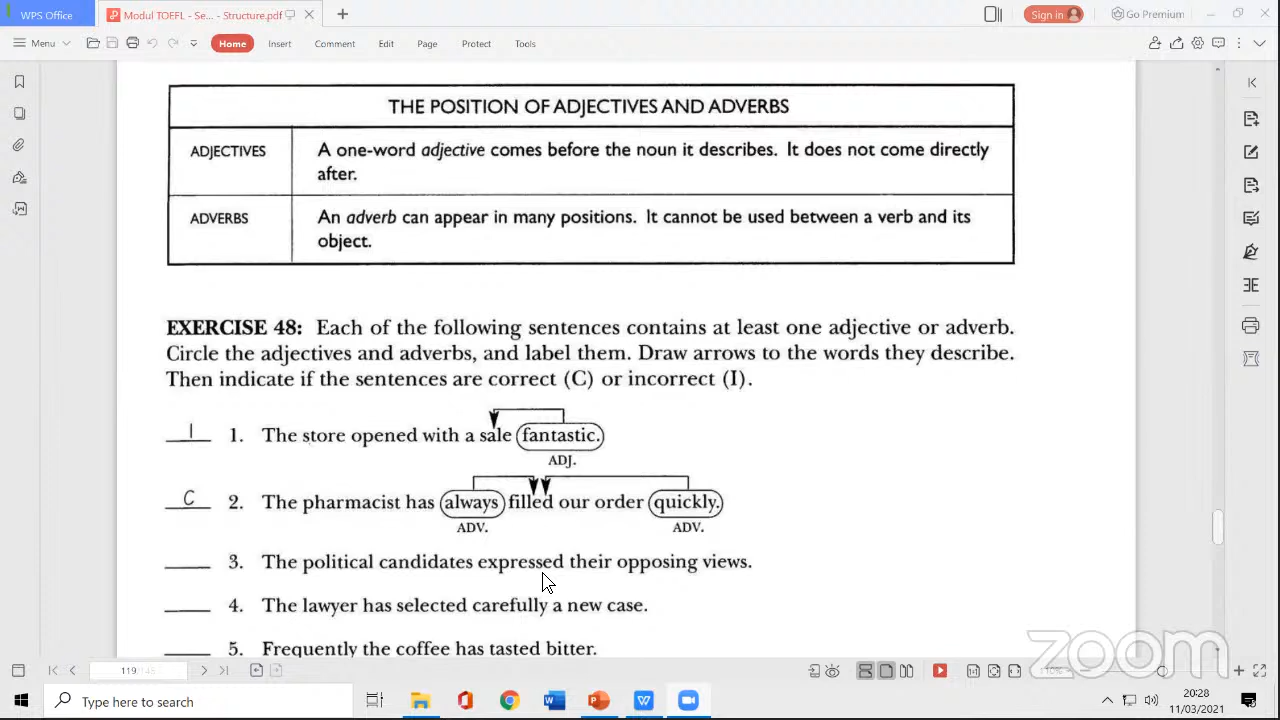 WPS Office
Modul TOEFL - Se... - Structure.pdf
Sign in
Go Premium
Menu
Home
Insert
Comment
Edit
Page
Protect
Tools
THE POSITION OF ADJECTIVES AND ADVERBS
ADJECTIVES
A one-word adjective comes before the noun it describes. It does not come directly
after.
ADVERBS
An adverb can appear in many positions. It cannot be used between a verb and its
object.
EXERCISE 48: Each of the following sentences contains at least one adjective or adverb.
Circle the adjectives and adverbs, and label them. Draw arrows to the words they describe.
Then indicate if the sentences are correct (C) or incorrect (I).
I 1. The store opened with a sale fantastic.
ADJ.
C 2. The pharmacist has always filled our order quickly.
ADV. ADV.
3. The political candidates expressed their opposing views.
4. The lawyer has selected carefully a new case.
5. Frequently the coffee has tasted bitter.
zoom
119/148
110%
Type here to search
20:28
11/03/2021